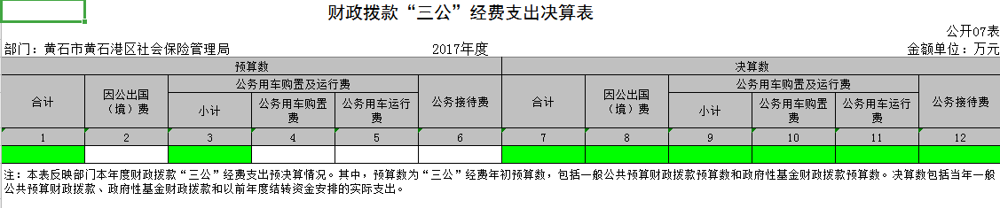 财政拨款“三公”经费支出决算表
公开07表
部门：黄石市黄石港区社会保险管理局 2017年度 金额单位：万元
预算数 决算数
合计 因公出国（境）费 公务用车购置及运行费 公务接待费 合计 因公出国（境）费 公务用车购置及运行费 公务接待费
小计 公务用车购置费 公务用车运行费 小计 公务用车购置费 公务用车运行费
1 2 3 4 5 6 7 8 9 10 11 12
注：本表反映部门本年度财政拨款“三公”经费支出预决算情况。其中，预算数为“三公”经费年初预算数，包括一般公共预算财政拨款预算数和政府性基金财政拨款预算数。决算数包括当年一般
公共预算财政拨款、政府性基金财政拨款和以前年度结转资金安排的实际支出。